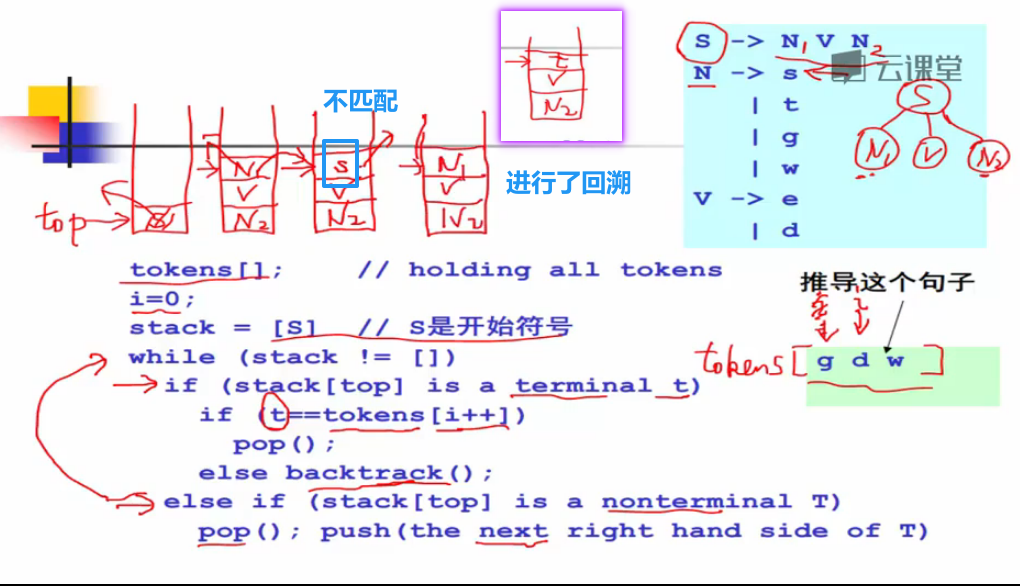 不匹配
进行了回溯
t
V
N2
top
N1
V
N2
s
V
N2
N1
V
N2
S -> N1 V N2
云课堂
N -> s
| t
| g
| w
V -> e
| d
S
N1 V N2
tokens[]; // holding all tokens
i=0;
stack = [S] // S是开始符号
while (stack != [])
if (stack[top] is a terminal t)
if (t==tokens[i++])
pop();
else backtrack();
else if (stack[top] is a nonterminal T)
pop(); push(the next right hand side of T)
推导这个句子
tokens[ g d w ]